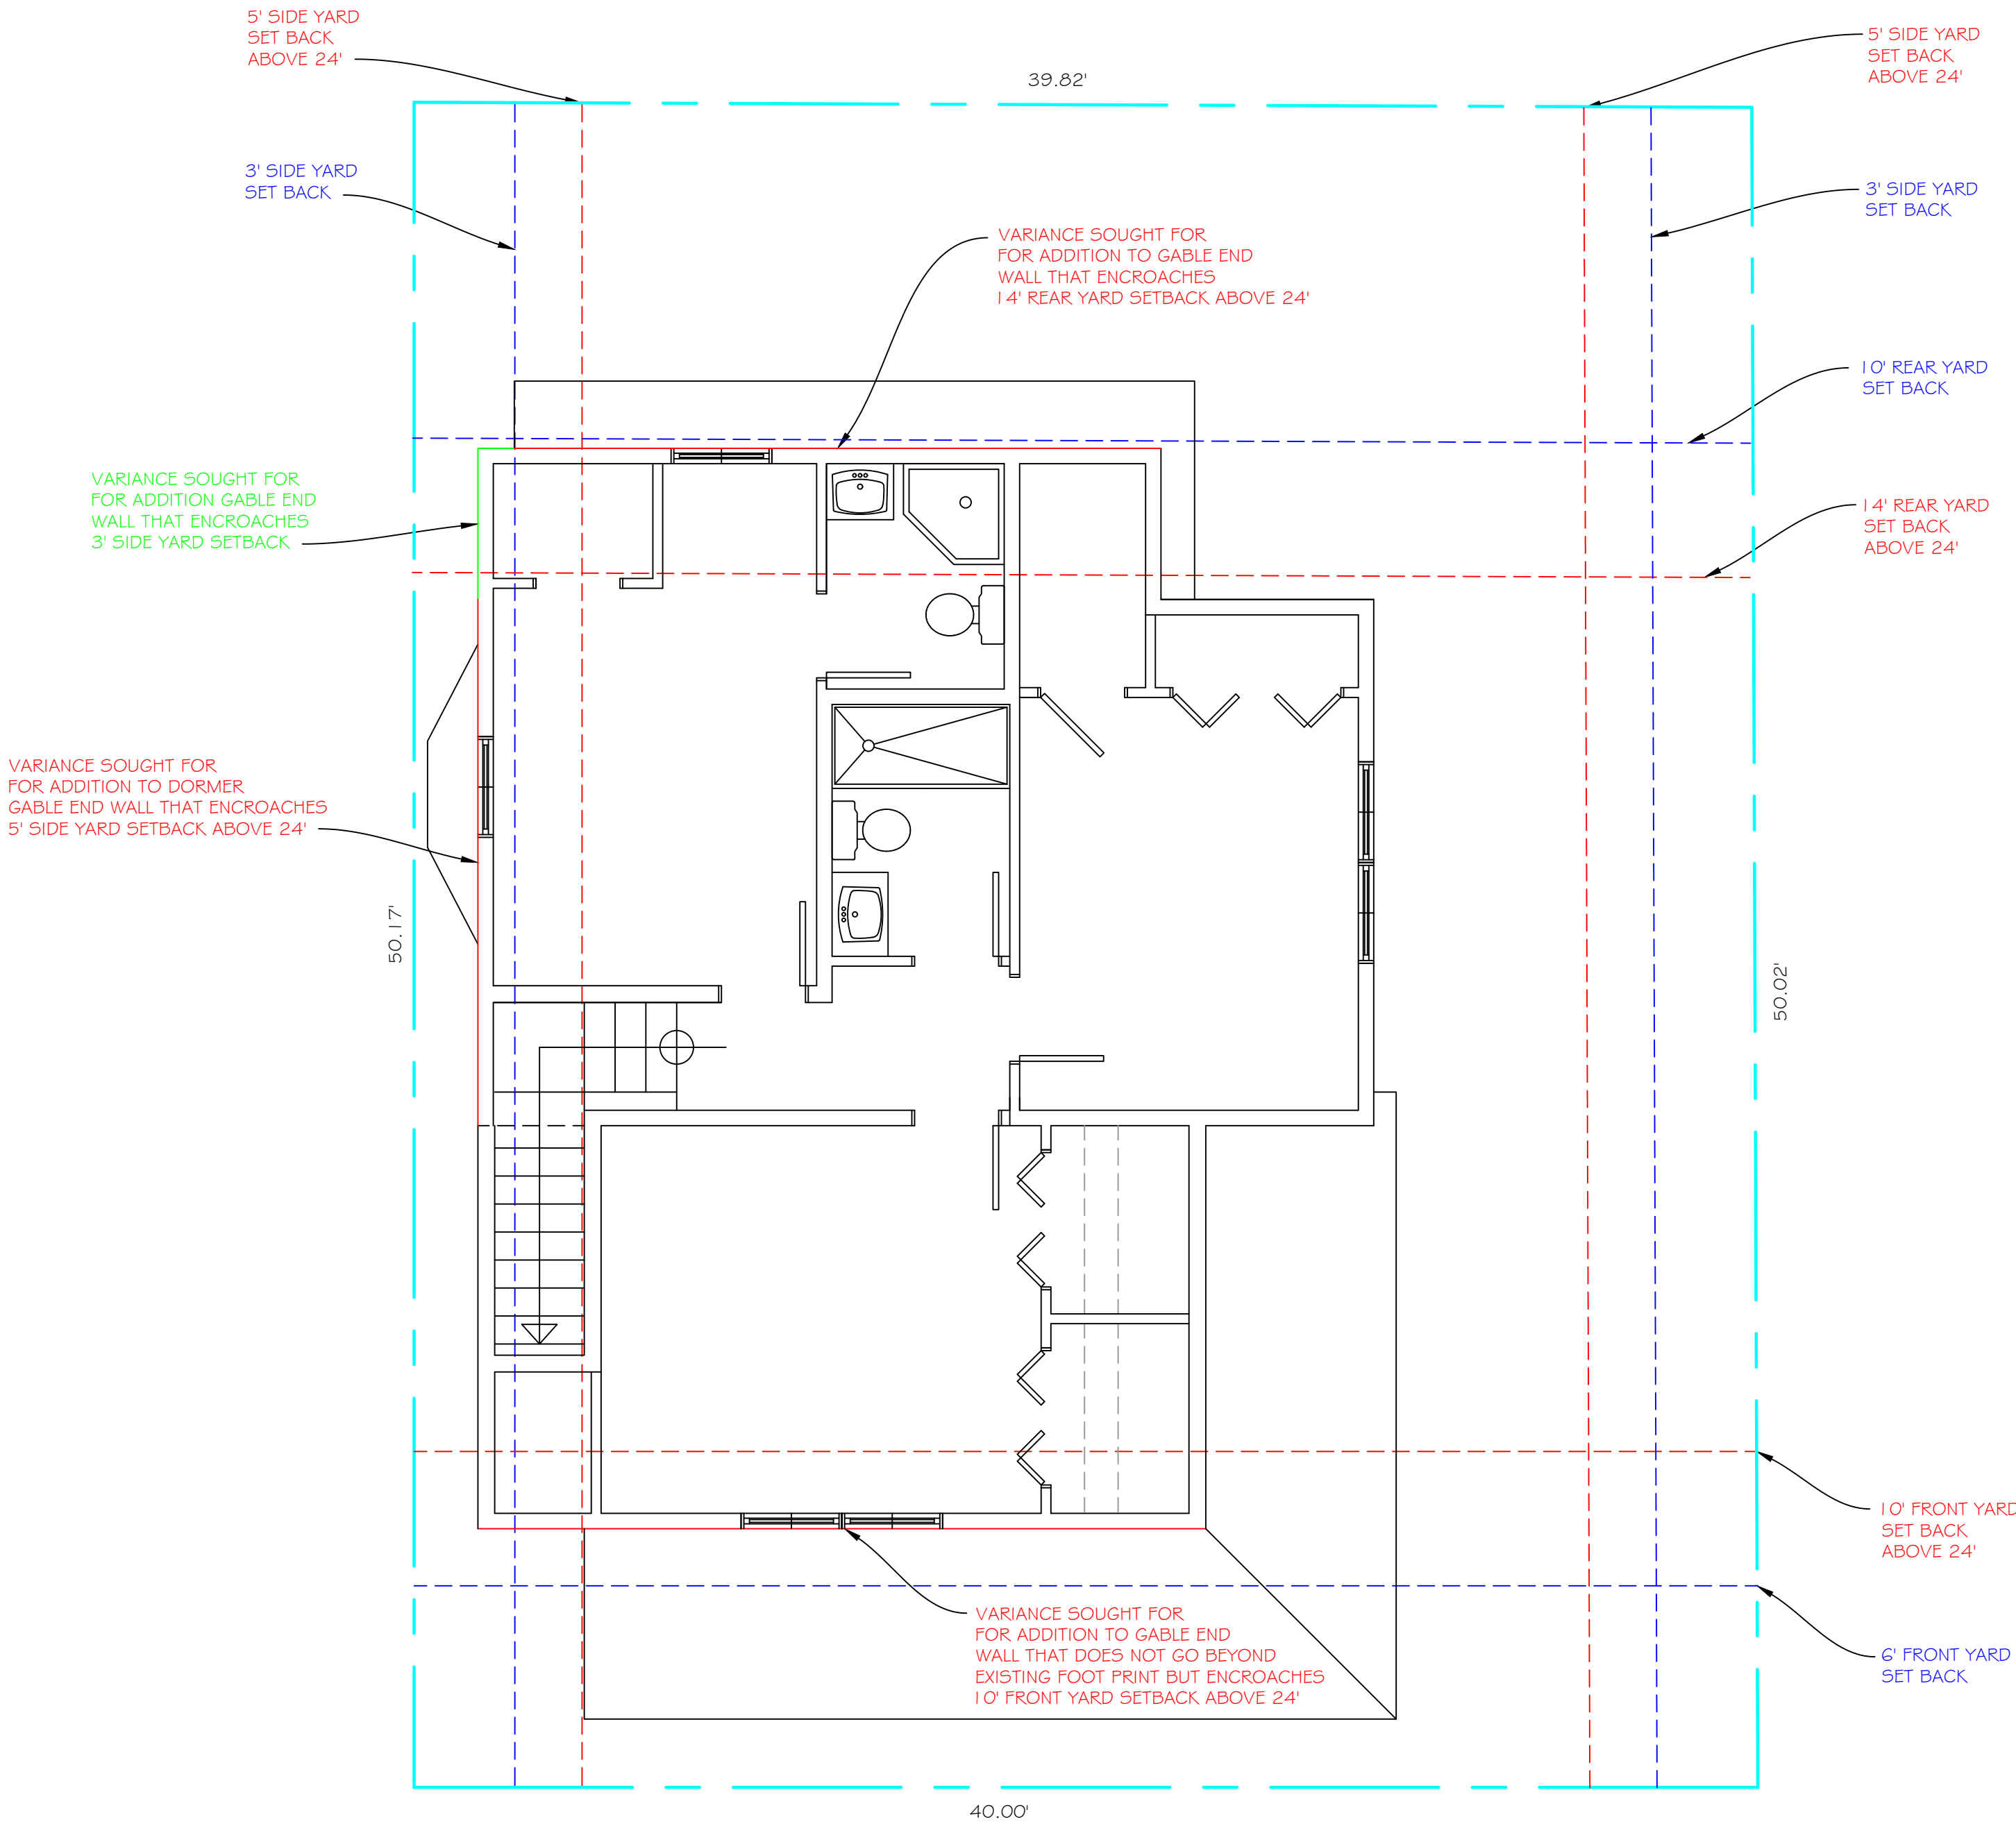 5' SIDE YARD
SET BACK
ABOVE 24'
39.82'
5' SIDE YARD
SET BACK
ABOVE 24'
3' SIDE YARD
SET BACK
3' SIDE YARD
SET BACK
VARIANCE SOUGHT FOR
FOR ADDITION TO GABLE END
WALL THAT ENCROACHES
14' REAR YARD SETBACK ABOVE 24'
10' REAR YARD
SET BACK
VARIANCE SOUGHT FOR
FOR ADDITION GABLE END
WALL THAT ENCROACHES
3' SIDE YARD SETBACK
14' REAR YARD
SET BACK
ABOVE 24'
VARIANCE SOUGHT FOR
FOR ADDITION TO DORMER
GABLE END WALL THAT ENCROACHES
5' SIDE YARD SETBACK ABOVE 24'
50.17'
50.02'
10' FRONT YARD
SET BACK
ABOVE 24'
VARIANCE SOUGHT FOR
FOR ADDITION TO GABLE END
WALL THAT DOES NOT GO BEYOND
EXISTING FOOT PRINT BUT ENCROACHES
10' FRONT YARD SETBACK ABOVE 24'
6' FRONT YARD
SET BACK
40.00'